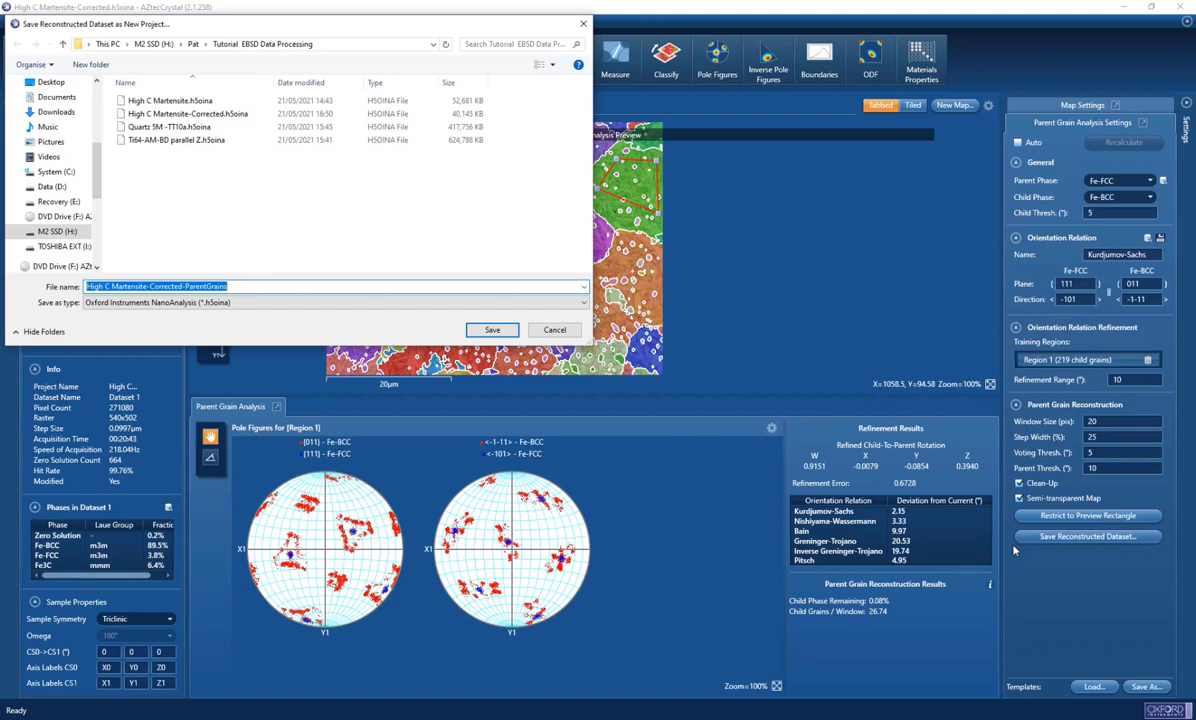 High C Martensite-Corrected.h5oina - AZtecCrystal (2.1.258)
Save Reconstructed Dataset as New Project...
This PC > M2 SSD (H:) > Pat > Tutorial EBSD Data Processing
Search Tutorial EBSD Data Pr...
Organise
New folder
Name
Date modified
Type
Size
Desktop
Documents
Downloads
Music
Pictures
Videos
System (C:)
Data (D:)
Recovery (E:)
DVD Drive (F:) AZ
M2 SSD (H:)
TOSHIBA EXT (I:)
DVD Drive (F:) AZt
High C Martensite.h5oina 21/05/2021 14:43 H5OINA File 52,681 KB
High C Martensite-Corrected.h5oina 21/05/2021 16:50 H5OINA File 40,145 KB
Quartz 5M -TT10a.h5oina 21/05/2021 15:45 H5OINA File 417,756 KB
Ti64-AM-BD parallel Z.h5oina 21/05/2021 15:41 H5OINA File 624,788 KB
File name: High C Martensite-Corrected-ParentGrains
Save as type: Oxford Instruments NanoAnalysis (*.h5oina)
Hide Folders
Save
Cancel
Measure
Classify
Pole Figures
Inverse Pole Figures
Boundaries
ODF
Materials Properties
Tabbed
Tiled
New Map...
nalysis Preview
20µm
X=1058.5, Y=94.58 Zoom=100%
Info
Project Name High C...
Dataset Name Dataset 1
Pixel Count 271080
Raster 540x502
Step Size 0.0997µm
Acquisition Time 00:20:43
Speed of Acquisition 218.04Hz
Zero Solution Count 664
Hit Rate 99.76%
Phases in Dataset 1
Phase Laue Group Fractic
Zero Solution 0.2%
Fe-BCC m3m 89.5%
Fe-FCC m3m 3.8%
Fe3C mmm 6.4%
Sample Properties
Sample Symmetry Triclinic
Omega 180°
CS0->CS1 (°) 0 0 0
Axis Labels CS0 X0 Y0 Z0
Axis Labels CS1 X1 Y1 Z1
Parent Grain Analysis
Pole Figures for [Region 1]
{011} - Fe-BCC
{111} - Fe-FCC
<-1-11> - Fe-BCC
<-101> - Fe-FCC
X1
Y1
X1
Y1
Zoom=100%
Refinement Results
Refined Child-To-Parent Rotation
W X Y Z
0.9151 -0.0079 -0.0854 0.3940
Refinement Error: 0.6728
Orientation Relation Deviation from Current (°)
Kurdjumov-Sachs 2.15
Nishiyama-Wassermann 3.33
Bain 9.97
Greninger-Trojano 20.53
Inverse Greninger-Trojano 19.74
Pitsch 4.95
Parent Grain Reconstruction Results
Child Phase Remaining: 0.08%
Child Grains / Window: 26.74
Map Settings
Settings
Parent Grain Analysis Settings
Auto
Recalculate
General
Parent Phase: Fe-FCC
Child Phase: Fe-BCC
Child Thresh. (°): 5
Orientation Relation
Name: Kurdjumov-Sachs
Fe-FCC Fe-BCC
Plane: { 111 } { 011 }
Direction: < -101 > < -1-11 >
Orientation Relation Refinement
Training Regions:
Region 1 (219 child grains)
Refinement Range (°): 10
Parent Grain Reconstruction
Window Size (pix): 20
Step Width (%): 25
Voting Thresh. (°): 5
Parent Thresh. (°): 10
Clean-Up
Semi-transparent Map
Restrict to Preview Rectangle
Save Reconstructed Dataset...
Templates: Load... Save As...
Ready
OXFORD INSTRUMENTS